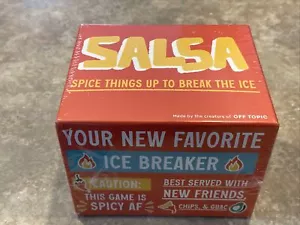 SALSA
SPICE THINGS UP TO BREAK THE ICE
Made by the creators of OFF TOPIC
YOUR NEW FAVORITE
ICE BREAKER
CAUTION:
THIS GAME IS
SPICY AF
BEST SERVED WITH
NEW FRIENDS,
CHIPS, & GUAC